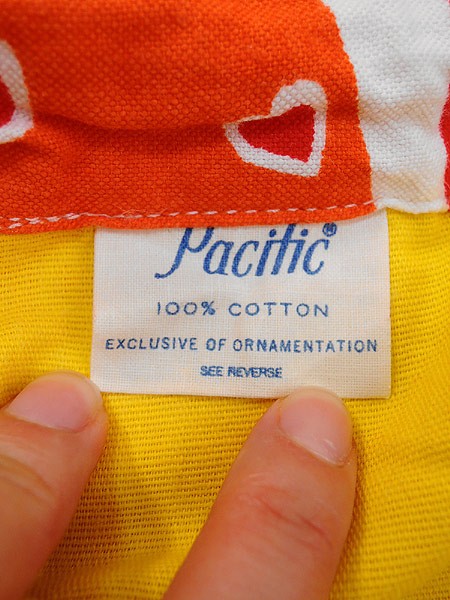 Pacific®
100% COTTON
EXCLUSIVE OF ORNAMENTATION
SEE REVERSE